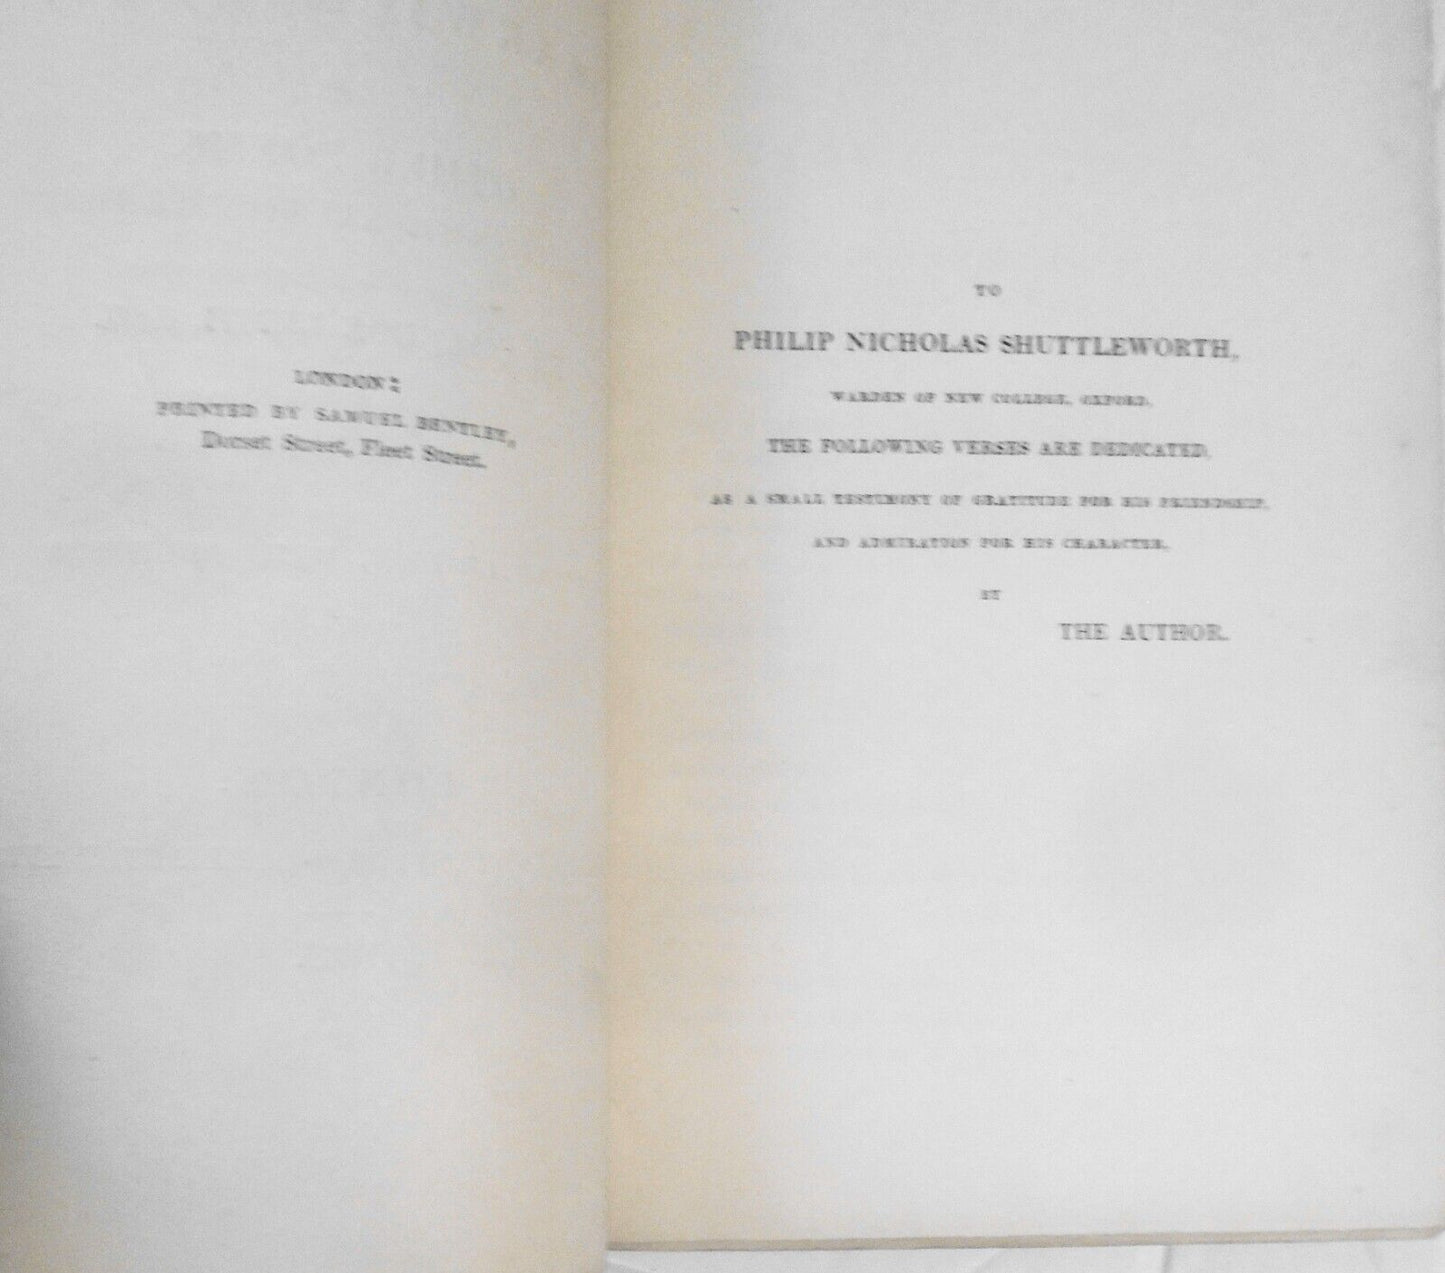 LONDON:
PRINTED BY SAMUEL BENTLEY,
Dorset Street, Fleet Street.
TO
PHILIP NICHOLAS SHUTTLEWORTH,
WARDEN OF NEW COLLEGE, OXFORD,
THE FOLLOWING VERSES ARE DEDICATED,
AS A SMALL TESTIMONY OF GRATITUDE FOR HIS FRIENDSHIP,
AND ADMIRATION FOR HIS CHARACTER,
BY
THE AUTHOR.